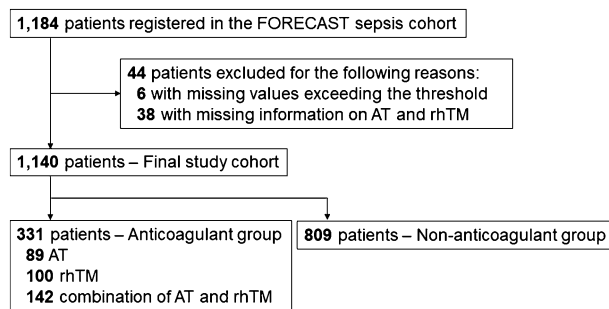 1,184 patients registered in the FORECAST sepsis cohort
44 patients excluded for the following reasons:
6 with missing values exceeding the threshold
38 with missing information on AT and rhTM
1,140 patients – Final study cohort
331 patients – Anticoagulant group
89 AT
100 rhTM
142 combination of AT and rhTM
809 patients – Non-anticoagulant group